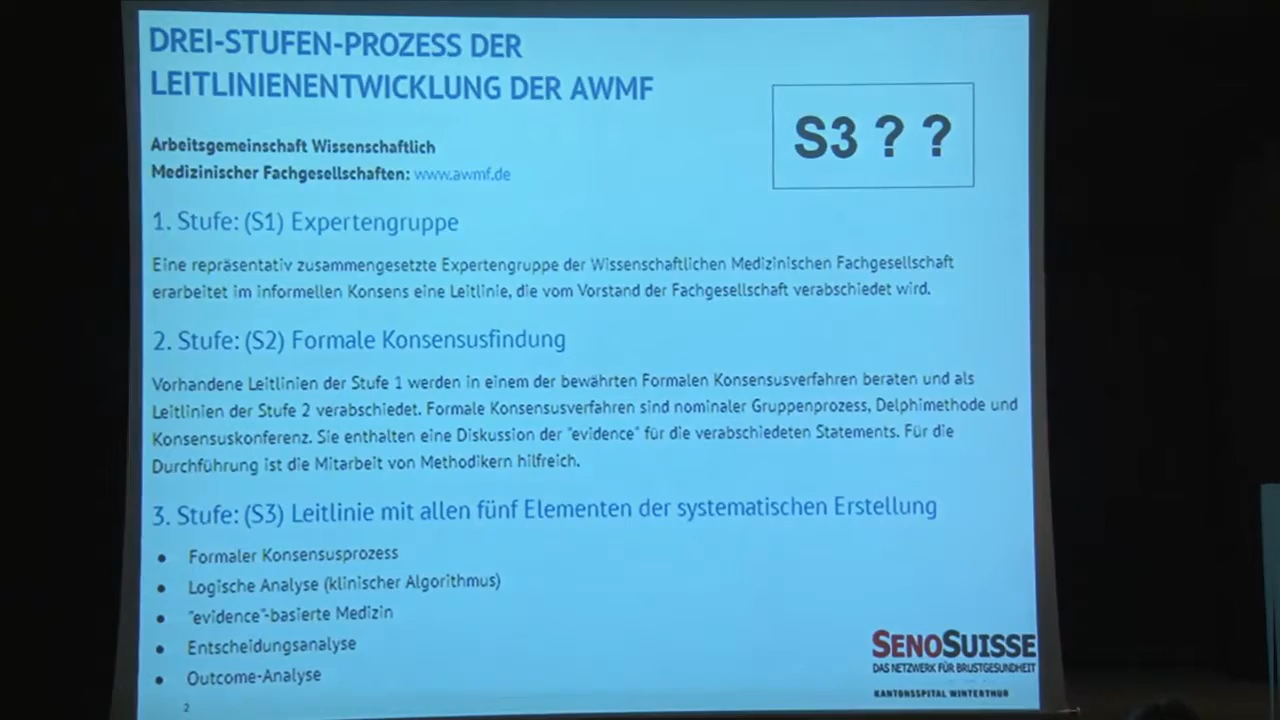 DREI-STUFEN-PROZESS DER
LEITLINIENENTWICKLUNG DER AWMF
S3 ? ?
Arbeitsgemeinschaft Wissenschaftlich
Medizinischer Fachgesellschaften: www.awmf.de
1. Stufe: (S1) Expertengruppe
Eine repräsentativ zusammengesetzte Expertengruppe der Wissenschaftlichen Medizinischen Fachgesellschaft
erarbeitet im informellen Konsens eine Leitlinie, die vom Vorstand der Fachgesellschaft verabschiedet wird.
2. Stufe: (S2) Formale Konsensusfindung
Vorhandene Leitlinien der Stufe 1 werden in einem der bewährten Formalen Konsensusverfahren beraten und als
Leitlinien der Stufe 2 verabschiedet. Formale Konsensusverfahren sind nominaler Gruppenprozess, Delphimethode und
Konsensuskonferenz. Sie enthalten eine Diskussion der "evidence" für die verabschiedeten Statements. Für die
Durchführung ist die Mitarbeit von Methodikern hilfreich.
3. Stufe: (S3) Leitlinie mit allen fünf Elementen der systematischen Erstellung
• Formaler Konsensusprozess
• Logische Analyse (klinischer Algorithmus)
• "evidence"-basierte Medizin
• Entscheidungsanalyse
• Outcome-Analyse
SENOSUISSE
DAS NETZWERK FÜR BRUSTGESUNDHEIT
KANTONSSPITAL WINTERTHUR
2